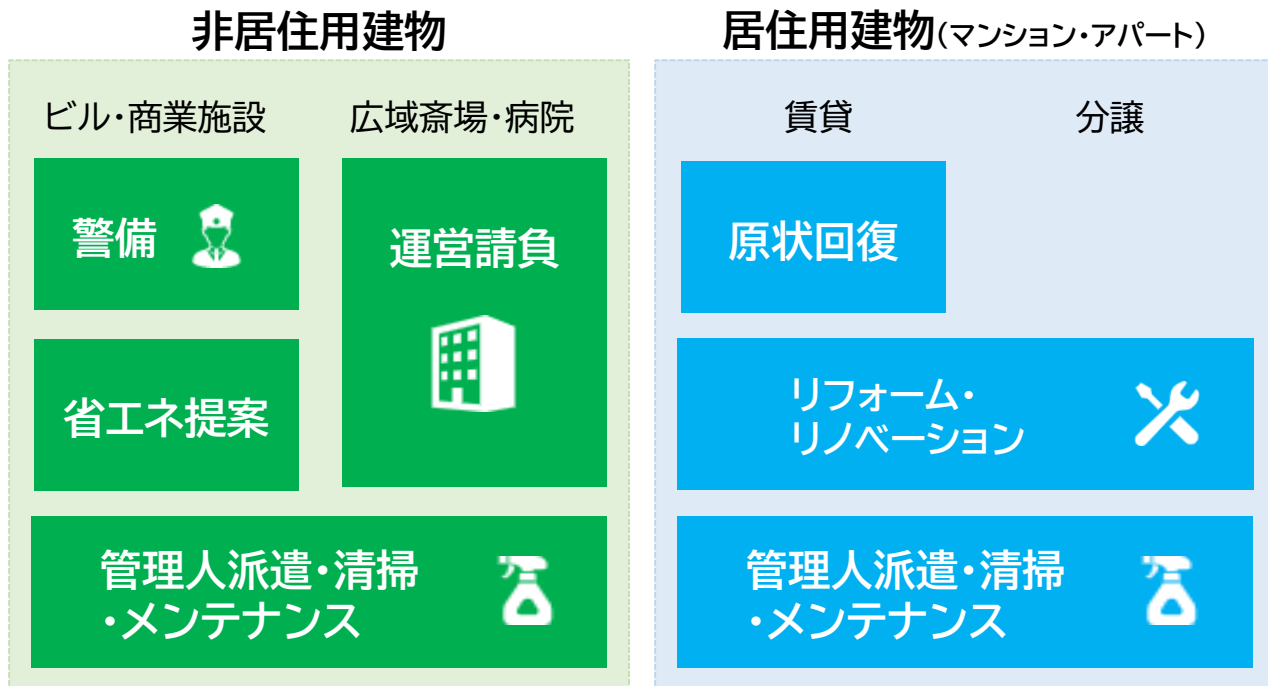 非居住用建物
ビル・商業施設
広域斎場・病院
警備
運営請負
省エネ提案
管理人派遣・清掃
・メンテナンス
居住用建物(マンション・アパート)
賃貸
分譲
原状回復
リフォーム・
リノベーション
管理人派遣・清掃
・メンテナンス